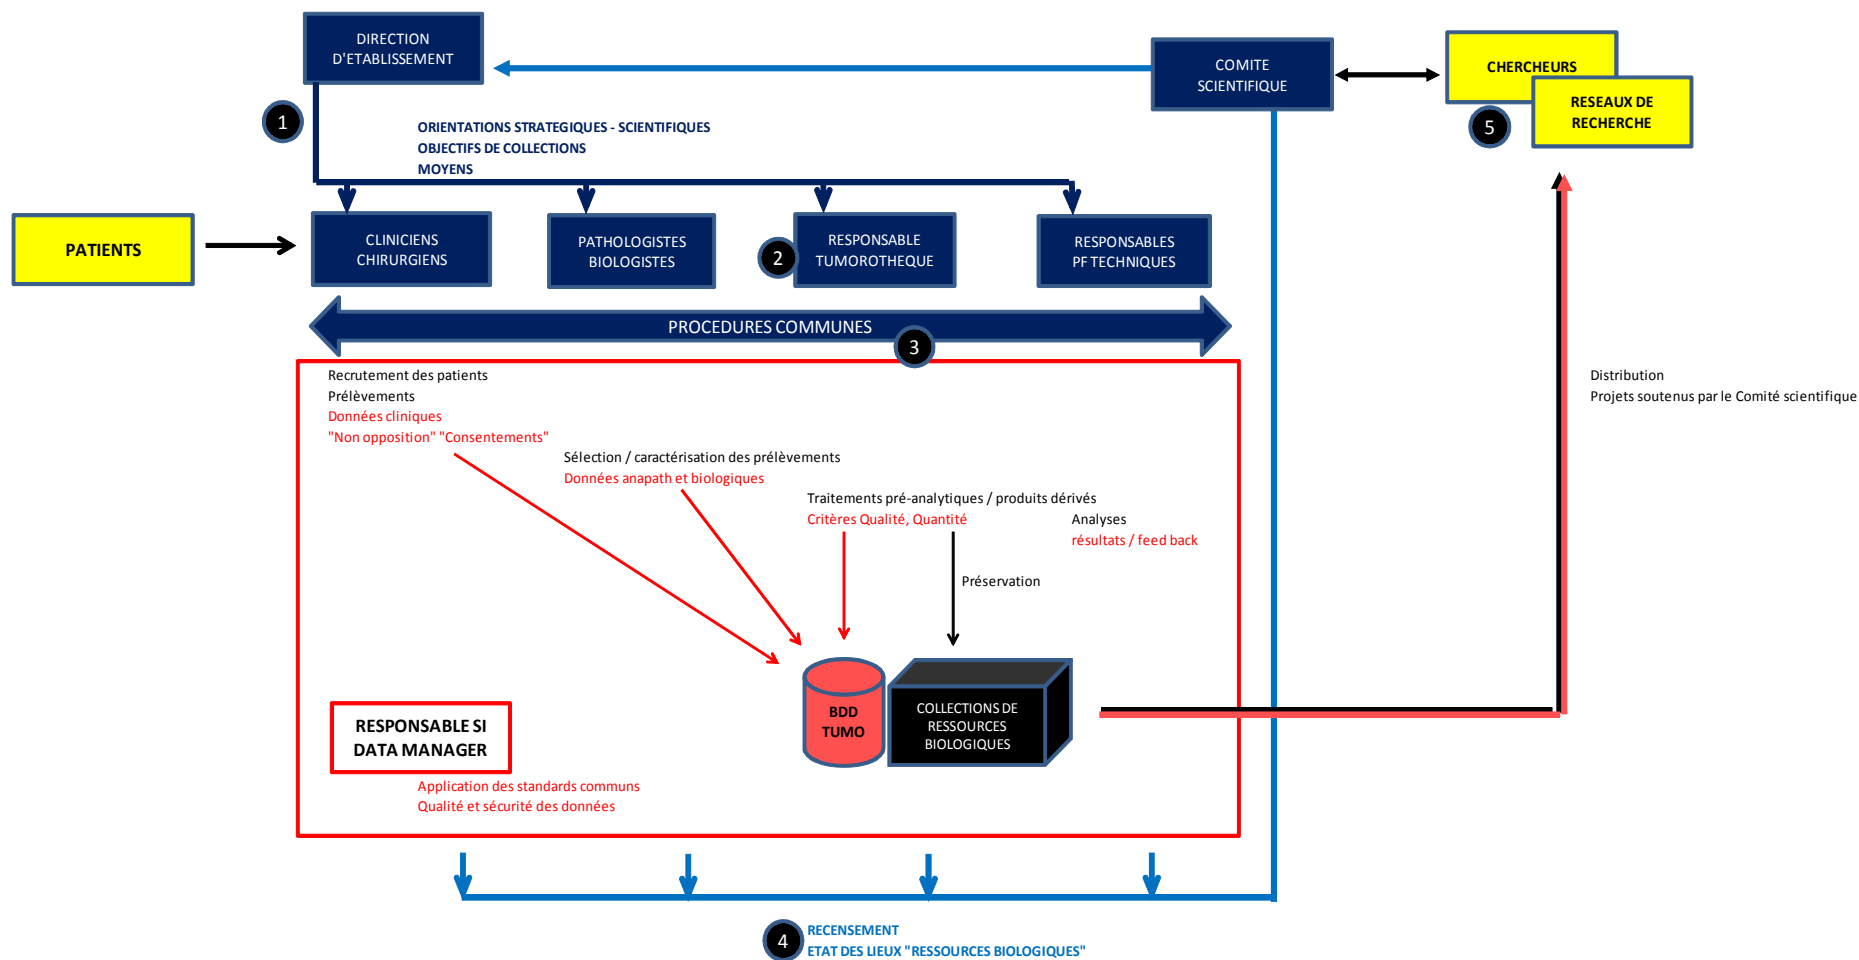 DIRECTION
D'ETABLISSEMENT
COMITE
SCIENTIFIQUE
CHERCHEURS
RESEAUX DE
RECHERCHE
1
5
ORIENTATIONS STRATEGIQUES - SCIENTIFIQUES
OBJECTIFS DE COLLECTIONS
MOYENS
PATIENTS
CLINICIENS
CHIRURGIENS
PATHOLOGISTES
BIOLOGISTES
2
RESPONSABLE
TUMOROTHEQUE
RESPONSABLES
PF TECHNIQUES
PROCEDURES COMMUNES
3
Recrutement des patients
Prélèvements
Données cliniques
"Non opposition" "Consentements"
Distribution
Projets soutenus par le Comité scientifique
Sélection / caractérisation des prélèvements
Données anapath et biologiques
Traitements pré-analytiques / produits dérivés
Critères Qualité, Quantité
Analyses
résultats / feed back
Préservation
BDD
TUMO
COLLECTIONS DE
RESSOURCES
BIOLOGIQUES
RESPONSABLE SI
DATA MANAGER
Application des standards communs
Qualité et sécurité des données
4
RECENSEMENT
ETAT DES LIEUX "RESSOURCES BIOLOGIQUES"